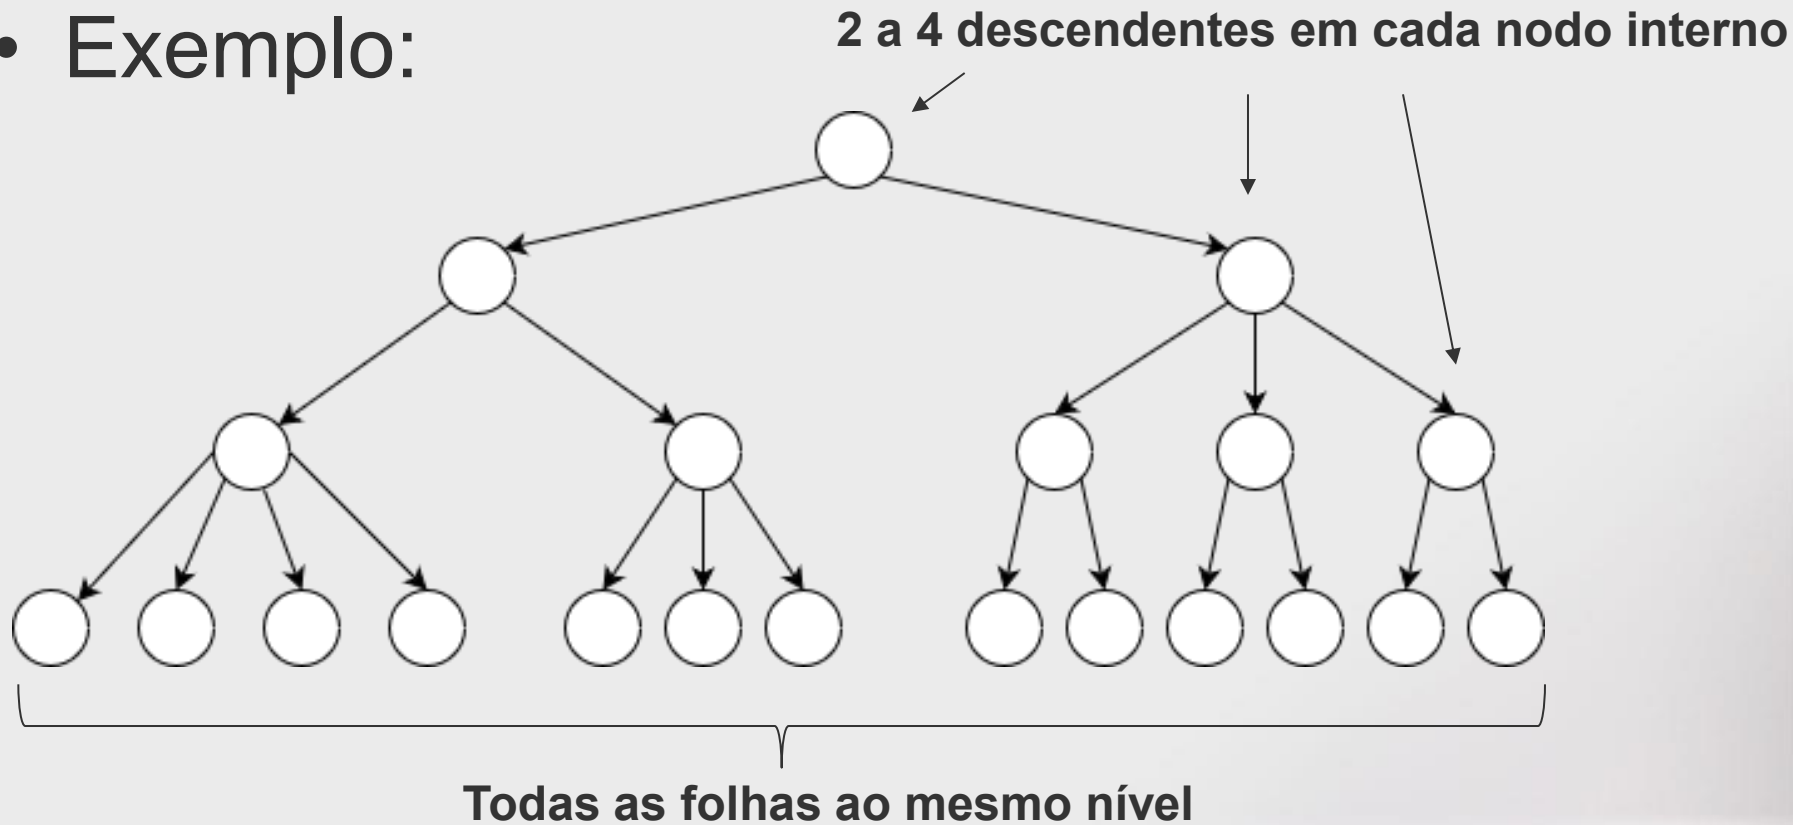 • Exemplo:
2 a 4 descendentes em cada nodo interno
Todas as folhas ao mesmo nível